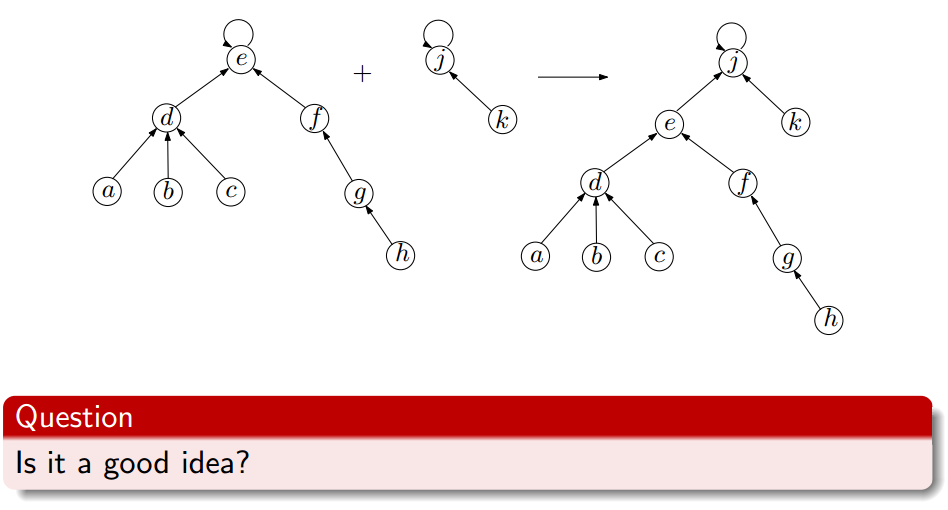 e + j j
d f k e k
a b c g d f
h a b c g
h
Question
Is it a good idea?